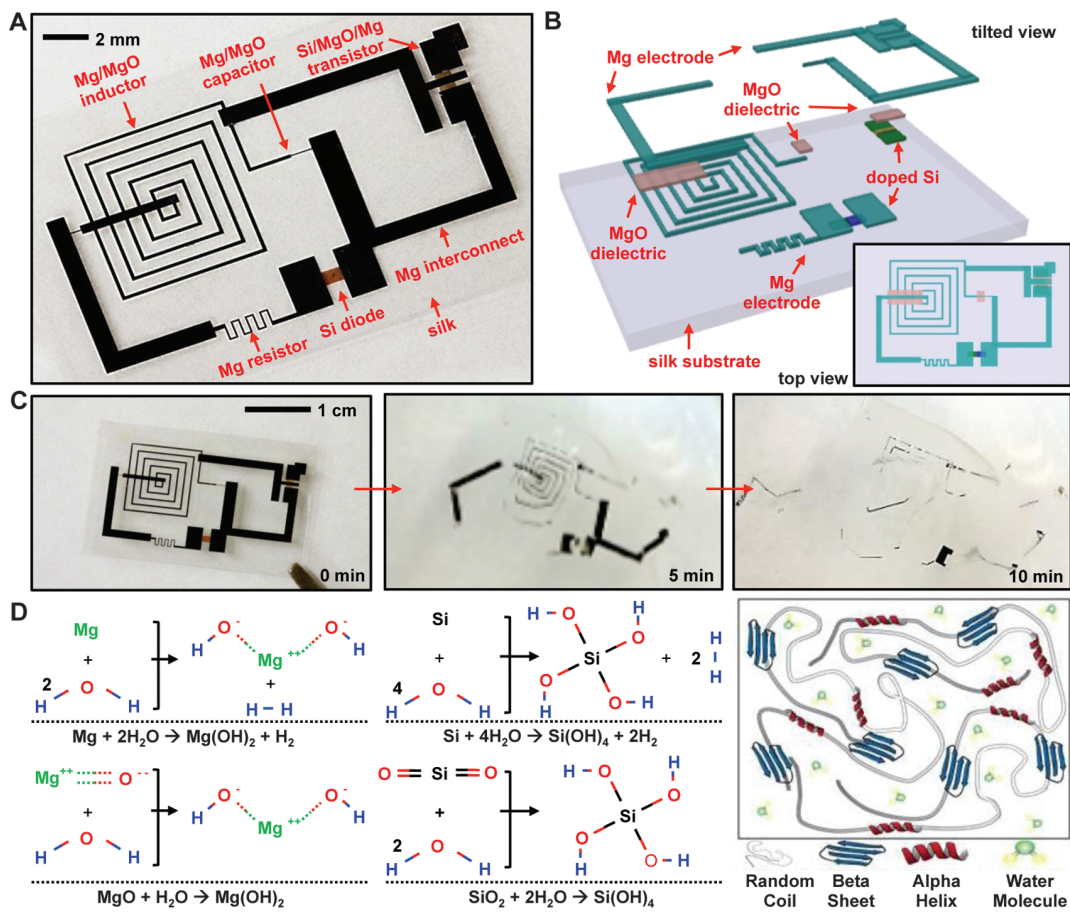 A
2 mm
Mg/MgO
inductor
Mg/MgO
capacitor
Si/MgO/Mg
transistor
Mg interconnect
Si diode
silk
Mg resistor
B
tilted view
Mg electrode
MgO
dielectric
doped Si
MgO
dielectric
Mg
electrode
silk substrate
top view
C
1 cm
0 min
5 min
10 min
D
Mg
+
2 H O H
H O - Mg ++ O - H
+
H-H
Mg + 2H₂O → Mg(OH)₂ + H₂
Si
+
4 H O H
H O O H Si H O O H + 2 H H
Si + 4H₂O → Si(OH)₄ + 2H₂
Mg++ O--
+
H O H
H O - Mg ++ O - H
MgO + H₂O → Mg(OH)₂
O=Si=O
+
2 H O H
H O O H Si H O O H
SiO₂ + 2H₂O → Si(OH)₄
Random
Coil
Beta
Sheet
Alpha
Helix
Water
Molecule